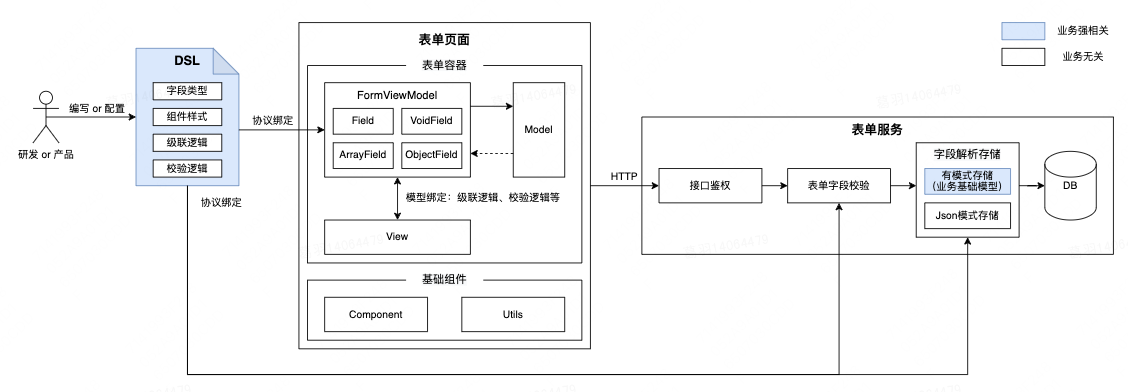 业务强相关
业务无关
DSL
字段类型
组件样式
级联逻辑
校验逻辑
编写 or 配置
研发 or 产品
协议绑定
协议绑定
表单页面
表单容器
FormViewModel
Field
VoidField
ArrayField
ObjectField
Model
模型绑定：级联逻辑、校验逻辑等
View
基础组件
Component
Utils
HTTP
表单服务
接口鉴权
表单字段校验
字段解析存储
有模式存储
（业务基础模型）
Json模式存储
DB